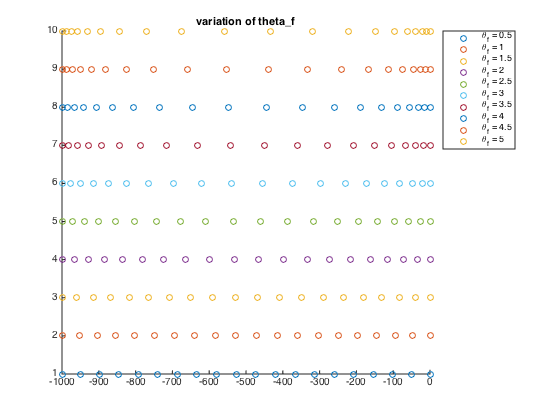 variation of theta_f
10
9
8
7
6
5
4
3
2
1
-1000 -900 -800 -700 -600 -500 -400 -300 -200 -100 0
θf = 0.5
θf = 1
θf = 1.5
θf = 2
θf = 2.5
θf = 3
θf = 3.5
θf = 4
θf = 4.5
θf = 5